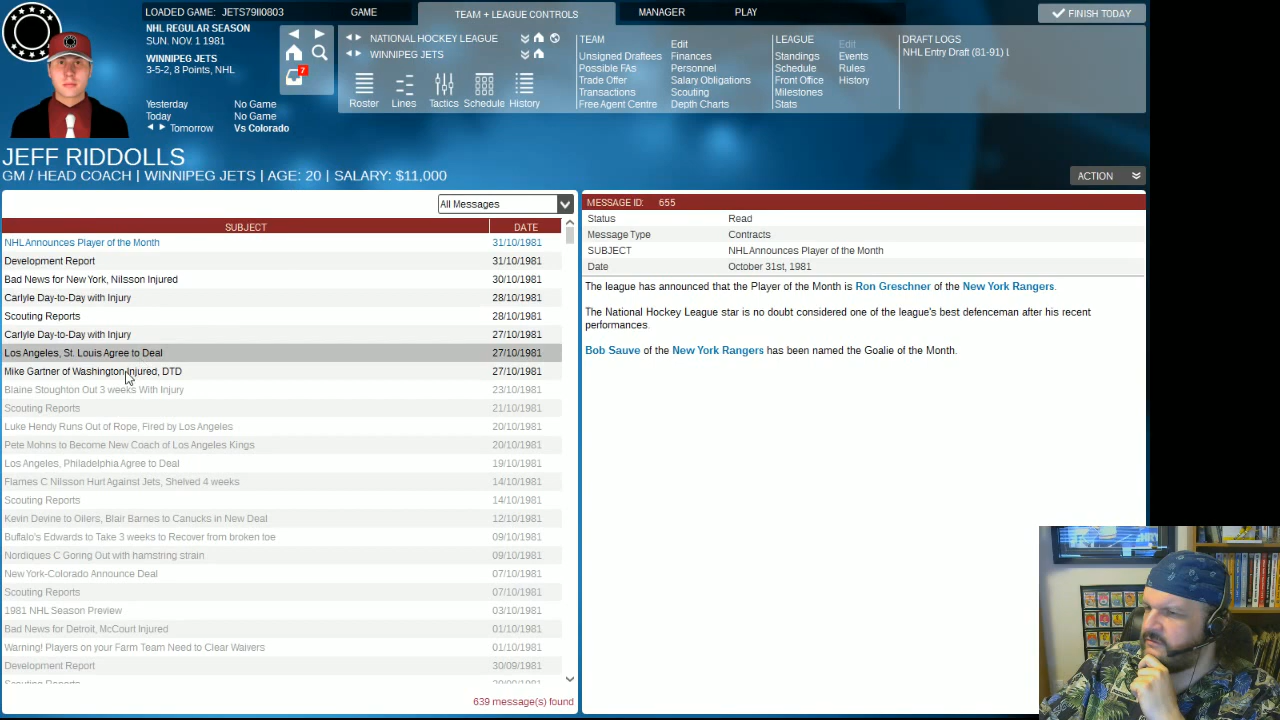 LOADED GAME: JETS79II0803
GAME
TEAM + LEAGUE CONTROLS
MANAGER
PLAY
FINISH TODAY
NHL REGULAR SEASON
SUN. NOV. 1 1981
WINNIPEG JETS
3-5-2, 8 Points, NHL
7
NATIONAL HOCKEY LEAGUE
WINNIPEG JETS
Roster
Lines
Tactics
Schedule
History
TEAM
Unsigned Draftees
Possible FAs
Trade Offer
Transactions
Free Agent Centre
Edit
Finances
Personnel
Salary Obligations
Scouting
Depth Charts
LEAGUE
Standings
Schedule
Front Office
Milestones
Stats
Edit
Events
Rules
History
DRAFT LOGS
NHL Entry Draft (81-91) l
Yesterday No Game
Today No Game
Tomorrow Vs Colorado
JEFF RIDDOLLS
GM / HEAD COACH | WINNIPEG JETS | AGE: 20 | SALARY: $11,000
ACTION
All Messages
SUBJECT DATE
NHL Announces Player of the Month 31/10/1981
Development Report 31/10/1981
Bad News for New York, Nilsson Injured 30/10/1981
Carlyle Day-to-Day with Injury 28/10/1981
Scouting Reports 28/10/1981
Carlyle Day-to-Day with Injury 27/10/1981
Los Angeles, St. Louis Agree to Deal 27/10/1981
Mike Gartner of Washington Injured, DTD 27/10/1981
Blaine Stoughton Out 3 weeks With Injury 23/10/1981
Scouting Reports 21/10/1981
Luke Hendy Runs Out of Rope, Fired by Los Angeles 20/10/1981
Pete Mohns to Become New Coach of Los Angeles Kings 20/10/1981
Los Angeles, Philadelphia Agree to Deal 19/10/1981
Flames C Nilsson Hurt Against Jets, Shelved 4 weeks 14/10/1981
Scouting Reports 14/10/1981
Kevin Devine to Oilers, Blair Barnes to Canucks in New Deal 12/10/1981
Buffalo's Edwards to Take 3 weeks to Recover from broken toe 09/10/1981
Nordiques C Goring Out with hamstring strain 09/10/1981
New York-Colorado Announce Deal 07/10/1981
Scouting Reports 07/10/1981
1981 NHL Season Preview 03/10/1981
Bad News for Detroit, McCourt Injured 01/10/1981
Warning! Players on your Farm Team Need to Clear Waivers 01/10/1981
Development Report 30/09/1981
639 message(s) found
MESSAGE ID: 655
Status Read
Message Type Contracts
SUBJECT NHL Announces Player of the Month
Date October 31st, 1981
The league has announced that the Player of the Month is Ron Greschner of the New York Rangers.
The National Hockey League star is no doubt considered one of the league's best defenceman after his recent
performances.
Bob Sauve of the New York Rangers has been named the Goalie of the Month.